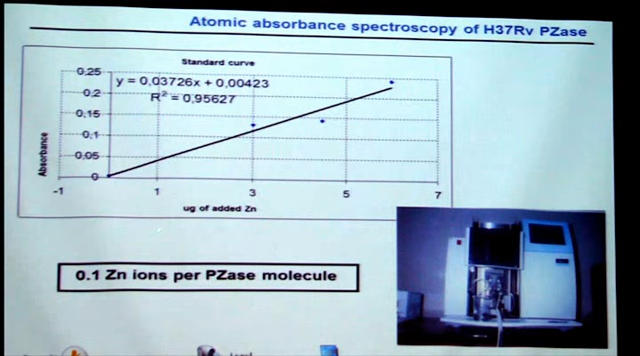 Atomic absorbance spectroscopy of H37Rv PZase
Standard curve
0,25
y = 0,03726x + 0,00423
R² = 0,95627
0,2
0,15
0,1
0,05
0
Absorbance
-1
1
3
5
7
ug of added Zn
0.1 Zn ions per PZase molecule